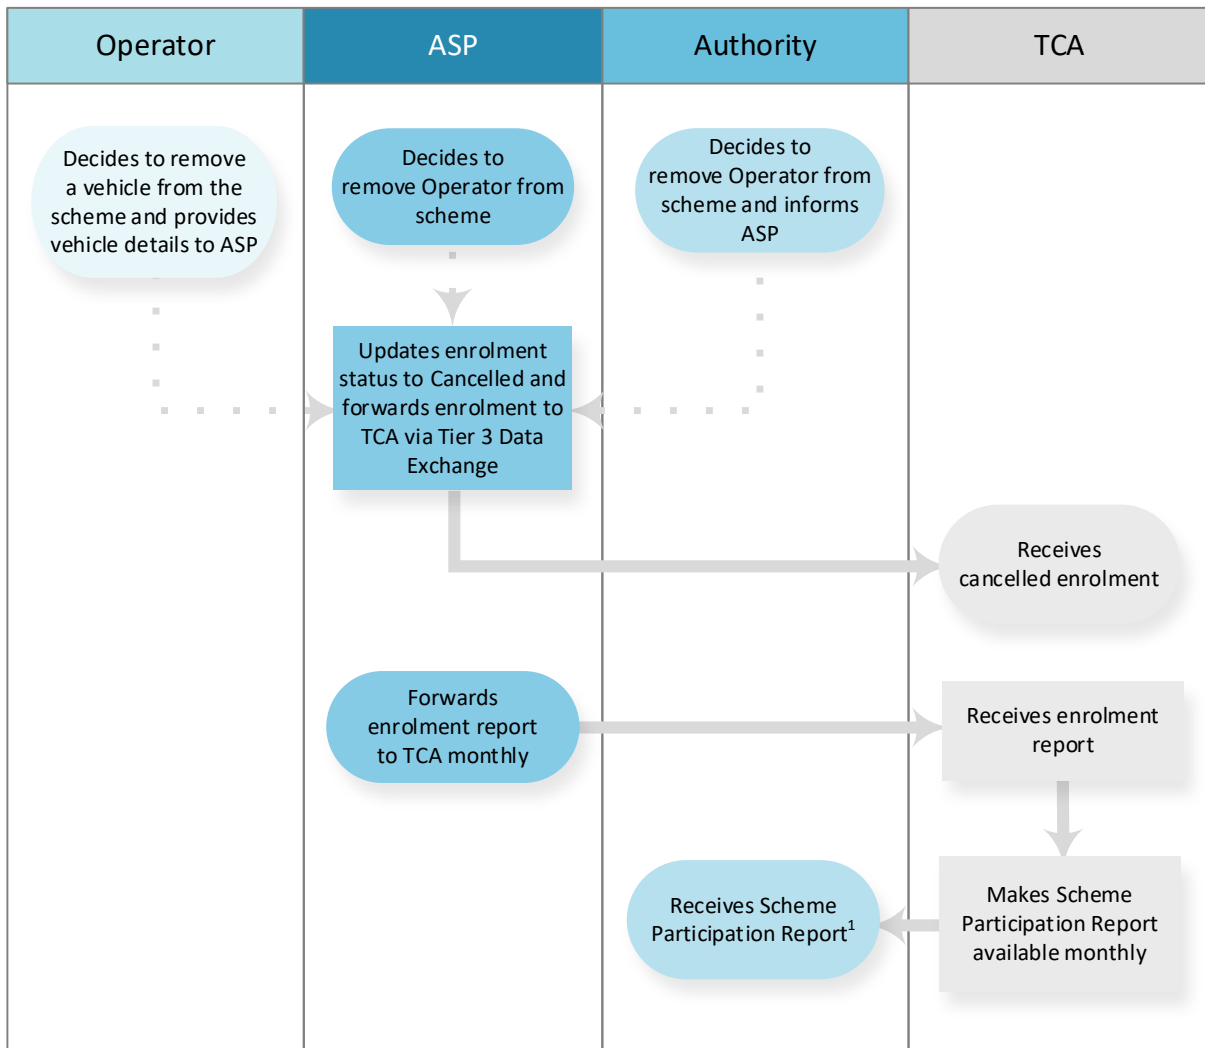 Operator
ASP
Authority
TCA
Decides to remove
a vehicle from the
scheme and provides
vehicle details to ASP
Decides to
remove Operator from
scheme
Decides to
remove Operator from
scheme and informs
ASP
Updates enrolment
status to Cancelled and
forwards enrolment to
TCA via Tier 3 Data
Exchange
Receives
cancelled enrolment
Forwards
enrolment report
to TCA monthly
Receives enrolment
report
Receives Scheme
Participation Report¹
Makes Scheme
Participation Report
available monthly